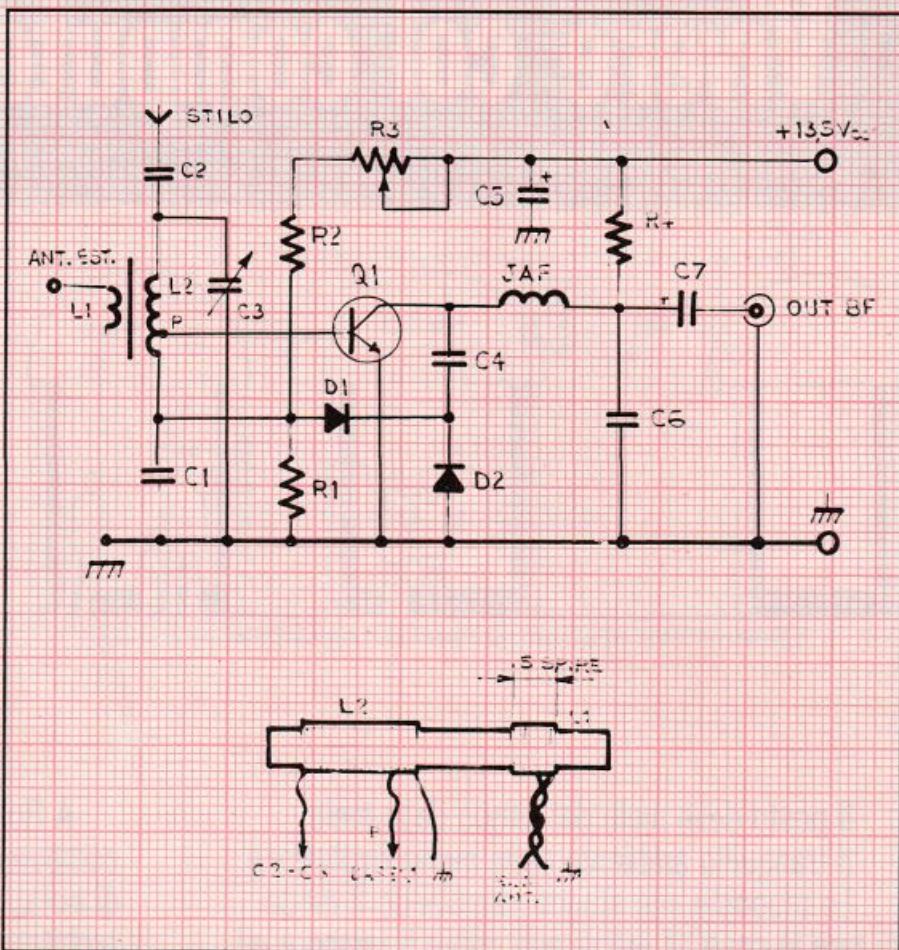 STILO
R3
+13,5Vcc
C2
C5
R2
R4
ANT. EST.
L1
L2
P
C3
Q1
JAF
C7
OUT BF
C4
D1
C6
C1
R1
D2
5 SPIRE
L2
L1
P
C2-C3
ANT.